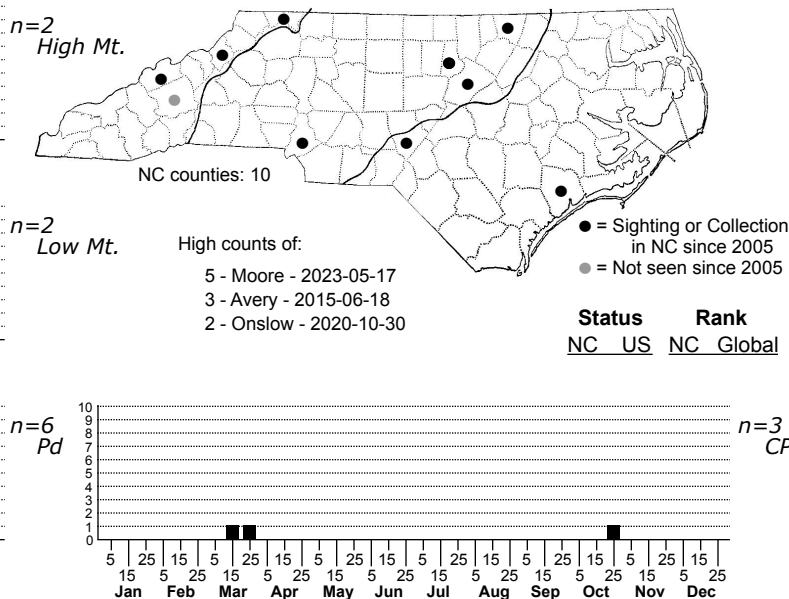 n=2
High Mt.
NC counties: 10
n=2
Low Mt.
High counts of:
5 - Moore - 2023-05-17
3 - Avery - 2015-06-18
2 - Onslow - 2020-10-30
= Sighting or Collection
in NC since 2005
= Not seen since 2005
Status Rank
NC US NC Global
n=6
Pd
10
9
8
7
6
5
4
3
2
1
0
n=3
CP
5 25 15 5 25 15 5 25 15 5 25 15 5 25 15 5 25 15
15 5 25 15 5 25 15 5 25 15 5 25 15 5 25 15 5 25
Jan Feb Mar Apr May Jun Jul Aug Sep Oct Nov Dec